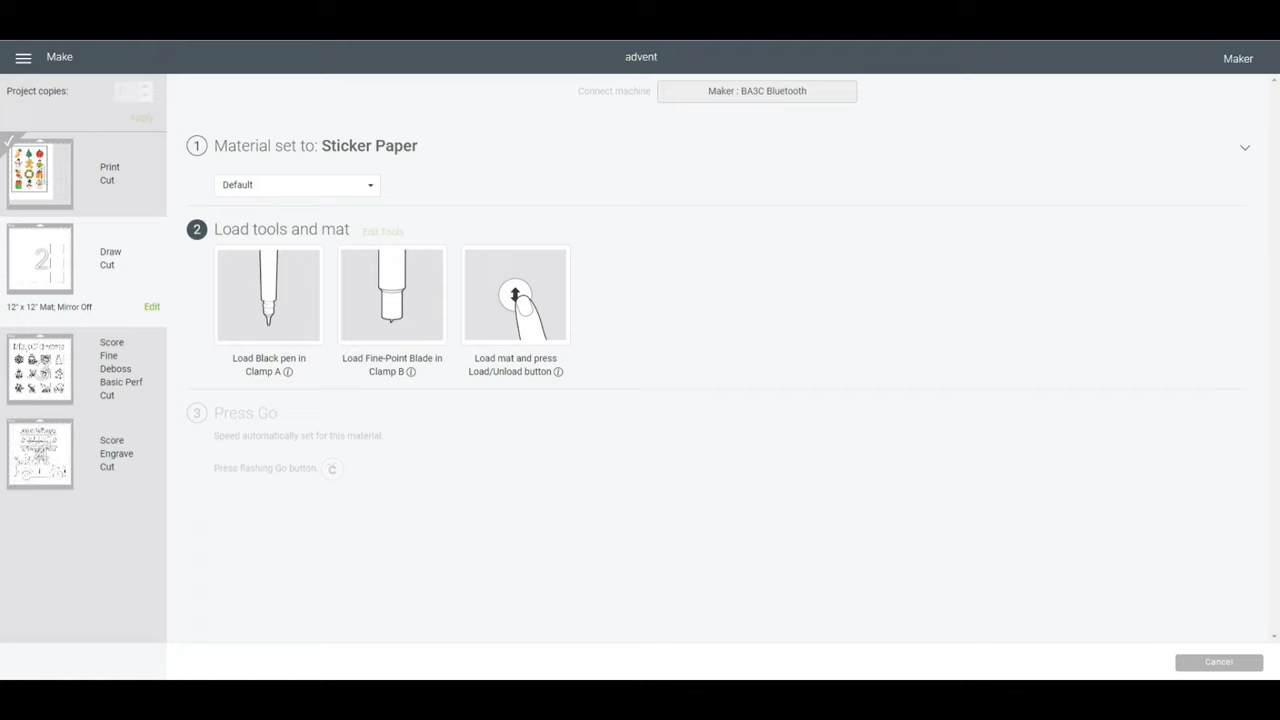 Make
advent
Maker
Project copies:
Apply
Connect machine
Maker : BA3C Bluetooth
Print
Cut
1
Material set to: Sticker Paper
Default
2
Load tools and mat
Edit Tools
2
Draw
Cut
12" x 12" Mat, Mirror Off
Edit
Load Black pen in
Clamp A
Load Fine-Point Blade in
Clamp B
Load mat and press
Load/Unload button
Score
Fine
Deboss
Basic Perf
Cut
Score
Engrave
Cut
3
Press Go
Speed automatically set for this material.
Press flashing Go button.
Cancel